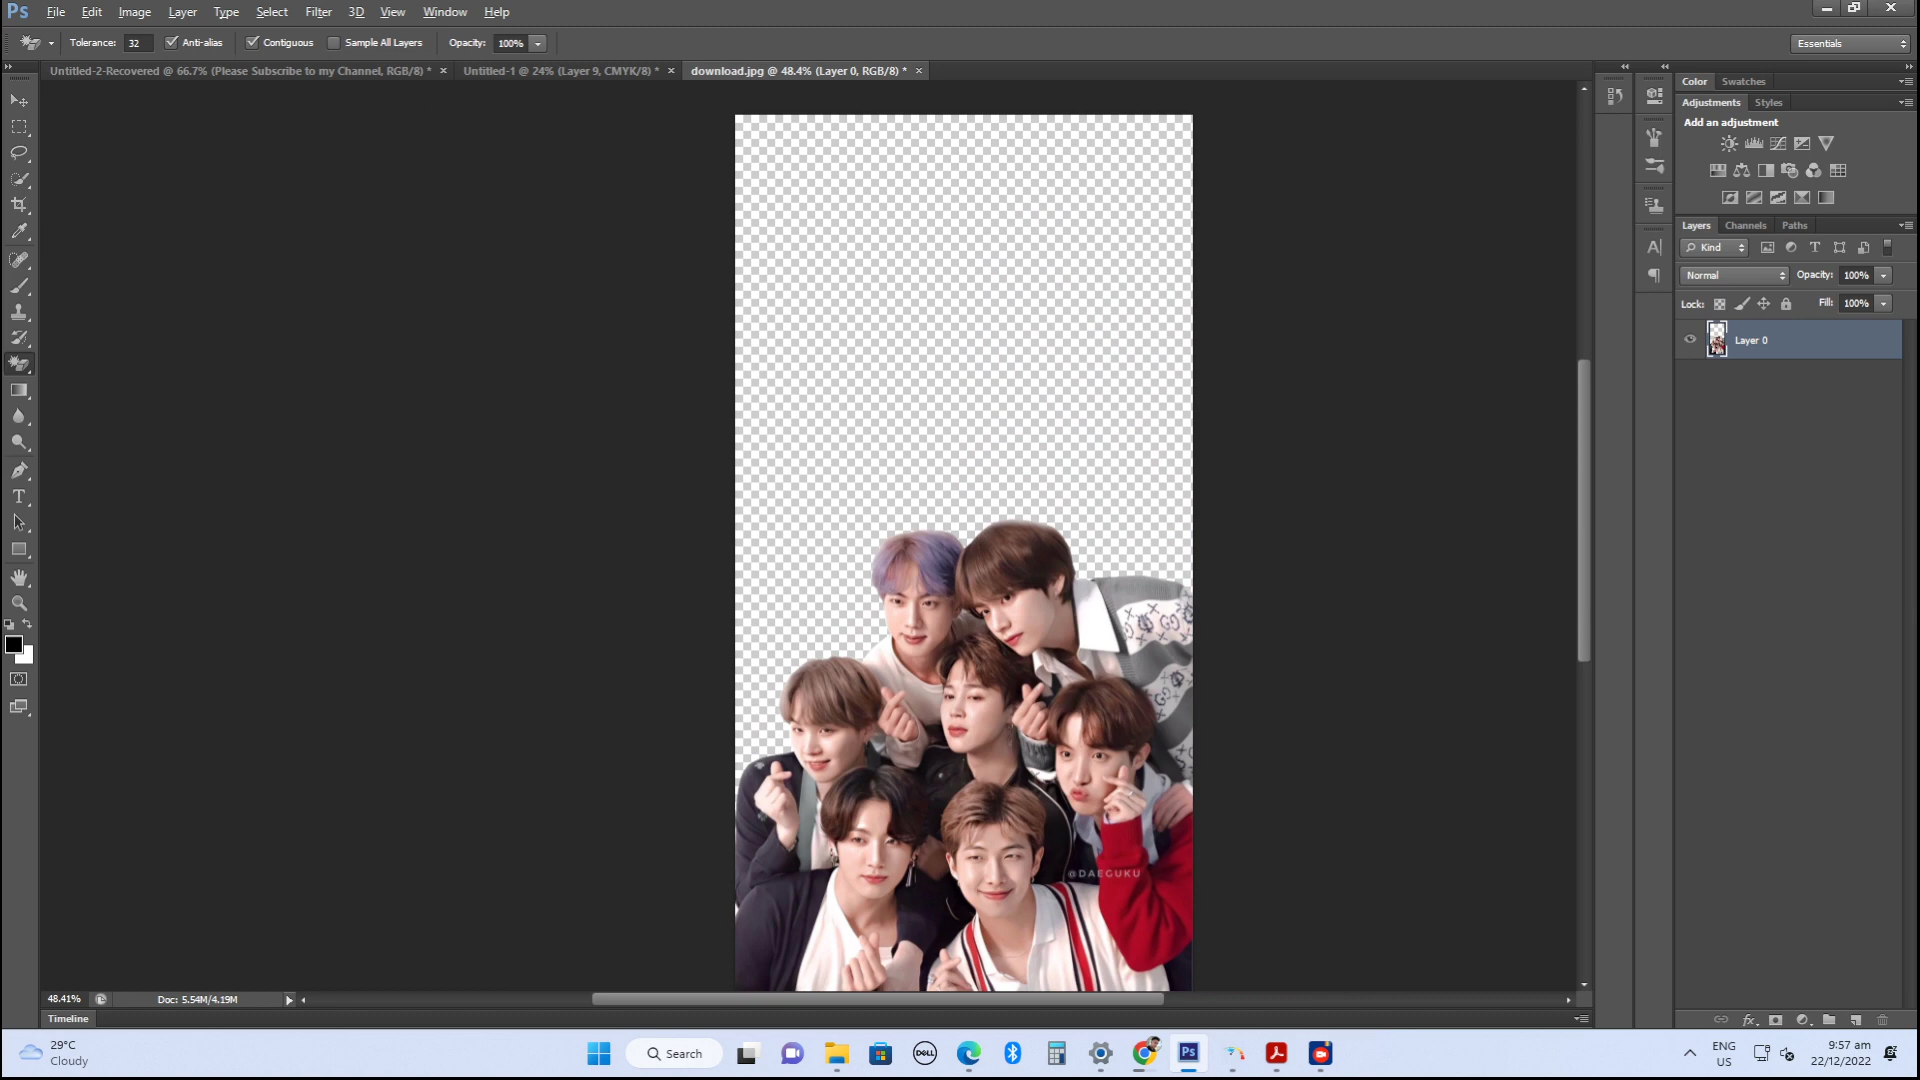 Ps File Edit Image Layer Type Select Filter 3D View Window Help
Tolerance: 32 Anti-alias Contiguous Sample All Layers Opacity: 100% Essentials
Untitled-2-Recovered @ 66.7% (Please Subscribe to my Channel, RGB/8) * × Untitled-1 @ 24% (Layer 9, CMYK/8) * × download.jpg @ 48.4% (Layer 0, RGB/8) * ×
Color Swatches
Adjustments Styles
Add an adjustment
Layers Channels Paths
Kind
Normal Opacity: 100%
Lock: Fill: 100%
Layer 0
@DAEGUKU
48.41% Doc: 5.54M/4.19M
Timeline
29°C
Cloudy
Search
DELL
Ps
ENG
US
9:57 am
22/12/2022